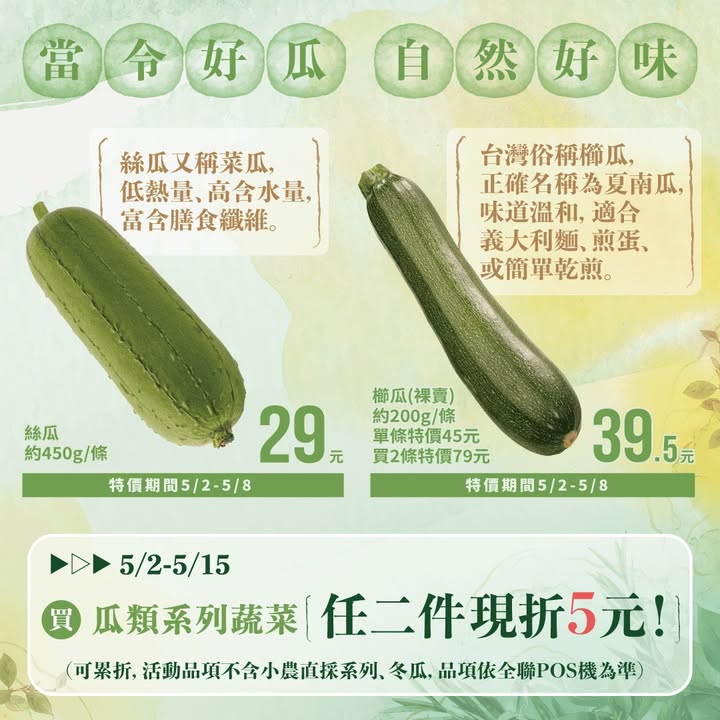 當令好瓜 自然好味
絲瓜又稱菜瓜,
低熱量、高含水量,
富含膳食纖維。
台灣俗稱櫛瓜,
正確名稱為夏南瓜,
味道溫和, 適合
義大利麵、煎蛋、
或簡單乾煎。
絲瓜
約450g/條
29元
特價期間5/2-5/8
櫛瓜(裸賣)
約200g/條
單條特價45元
買2條特價79元
39.5元
特價期間5/2-5/8
5/2-5/15
買 瓜類系列蔬菜 [任二件現折5元!]
(可累折, 活動品項不含小農直採系列、冬瓜, 品項依全聯POS機為準)